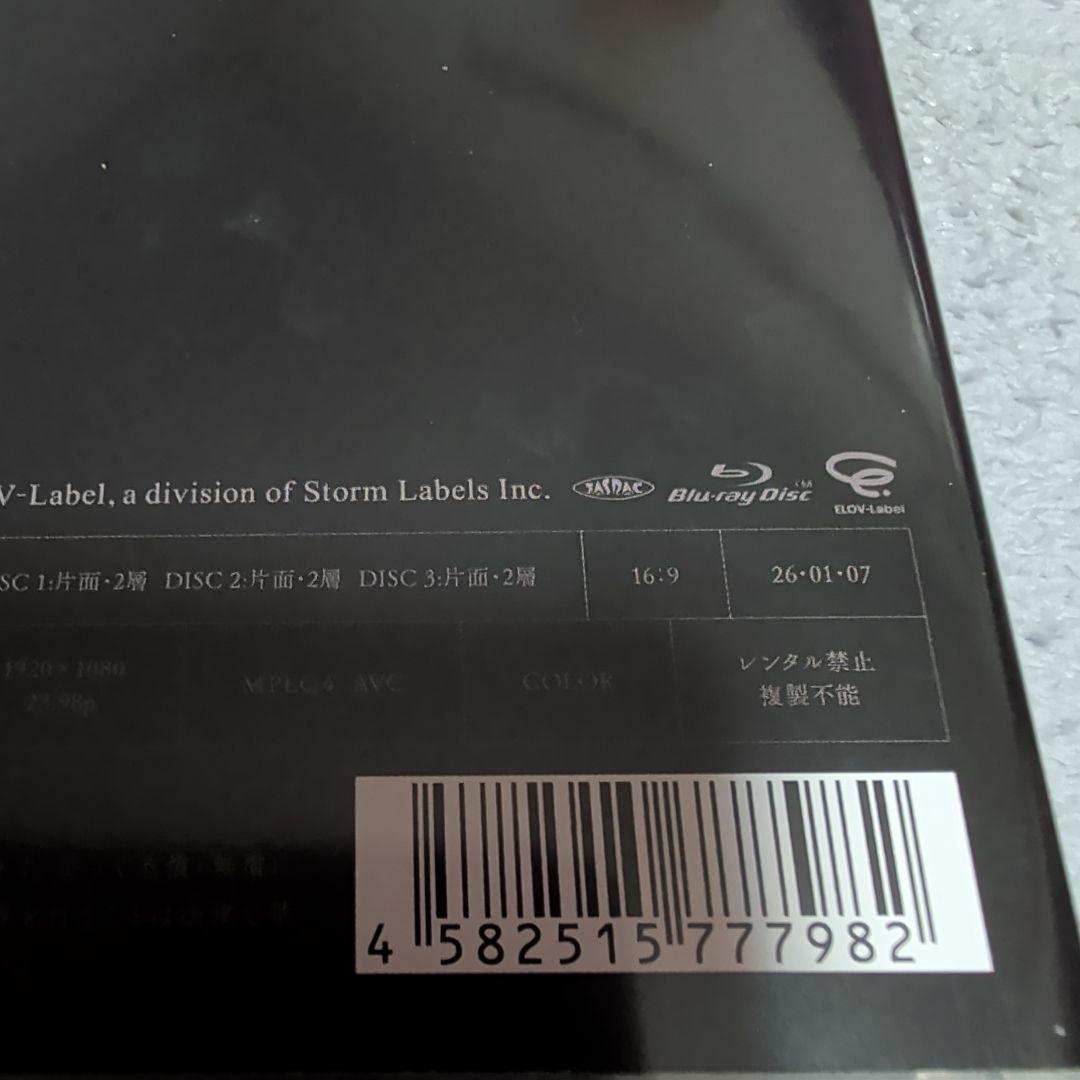 V-Label, a division of Storm Labels Inc. JASRAC Blu-ray Disc ELOV-Label
SC 1:片面・2層 DISC 2:片面・2層 DISC 3:片面・2層 16:9 26・01・07
1920×1080 MPEG4 AVC COLOR レンタル禁止
23.98p 複製不能
4 582515 777982